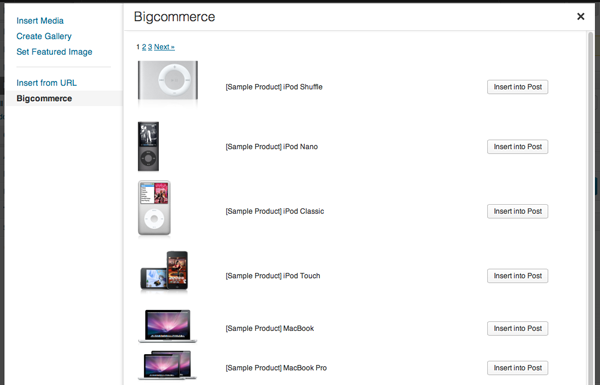 Insert Media
Create Gallery
Set Featured Image
Insert from URL
Bigcommerce
Bigcommerce
×
1 2 3 Next »
[Sample Product] iPod Shuffle
Insert into Post
[Sample Product] iPod Nano
Insert into Post
[Sample Product] iPod Classic
Insert into Post
[Sample Product] iPod Touch
Insert into Post
[Sample Product] MacBook
Insert into Post
[Sample Product] MacBook Pro
Insert into Post